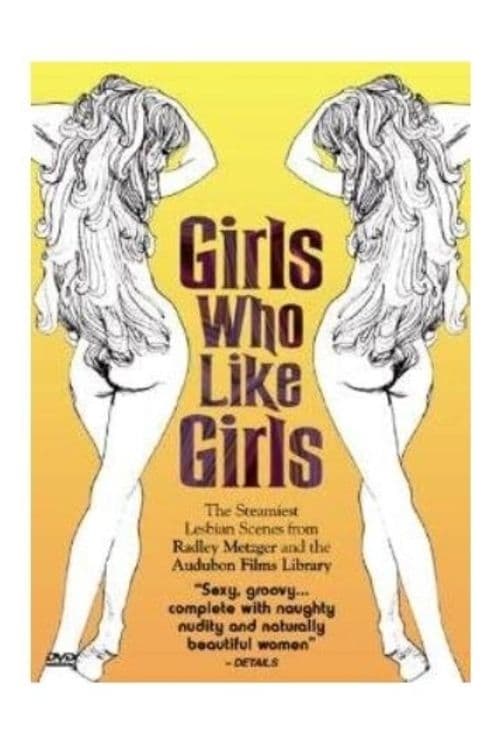 Girls
Who
Like
Girls
The Steamiest
Lesbian Scenes from
Radley Metzger and the
Audubon Films Library
"Sexy, groovy...
complete with naughty
nudity and naturally
beautiful women"
- DETAILS
DVD